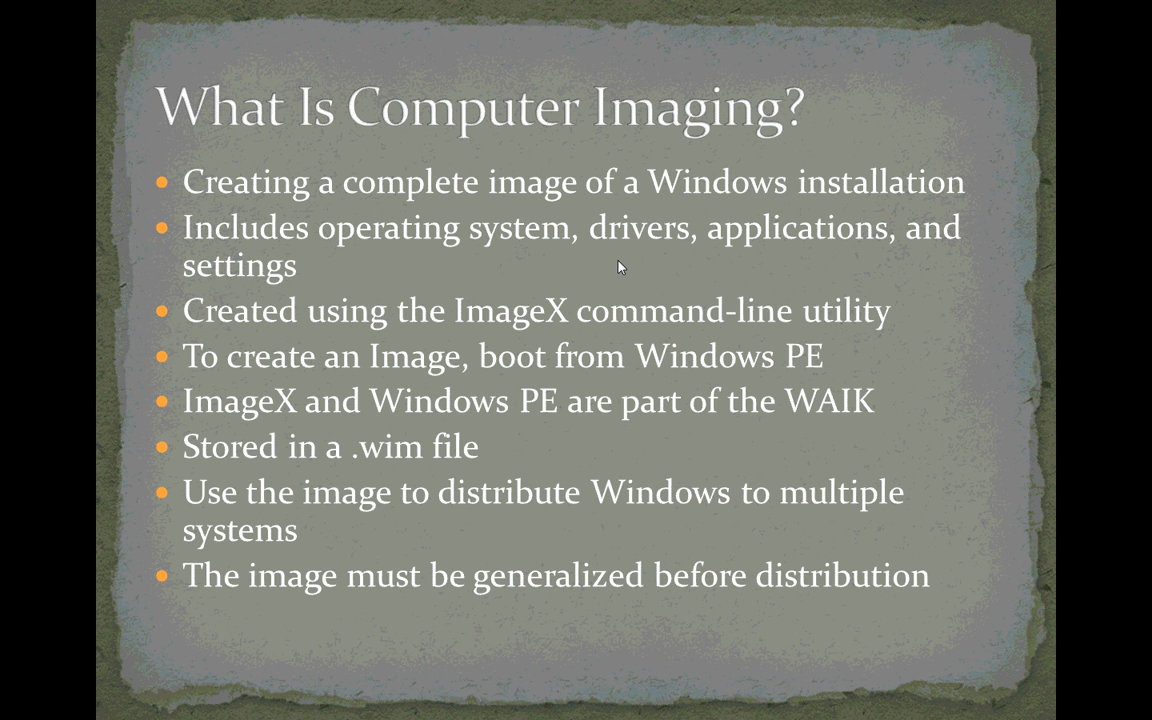 What Is Computer Imaging?
Creating a complete image of a Windows installation
Includes operating system, drivers, applications, and
settings
Created using the ImageX command-line utility
To create an Image, boot from Windows PE
ImageX and Windows PE are part of the WAIK
Stored in a .wim file
Use the image to distribute Windows to multiple
systems
The image must be generalized before distribution